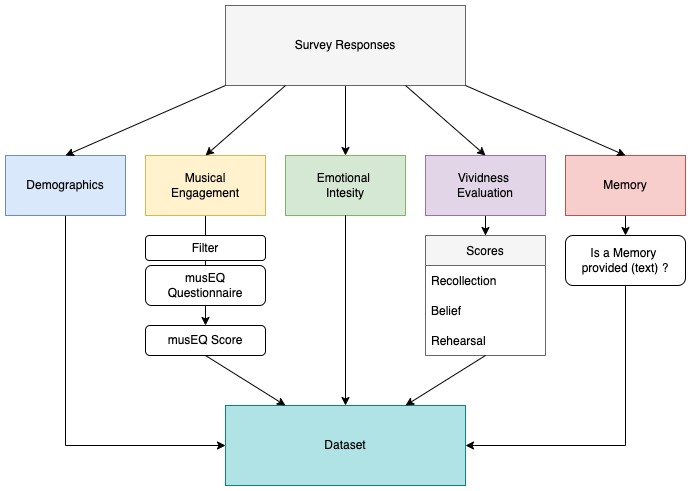 Survey Responses
Demographics
Musical
Engagement
Emotional
Intesity
Vividness
Evaluation
Memory
Filter
musEQ
Questionnaire
musEQ Score
Scores
Recollection
Belief
Rehearsal
Is a Memory
provided (text) ?
Dataset